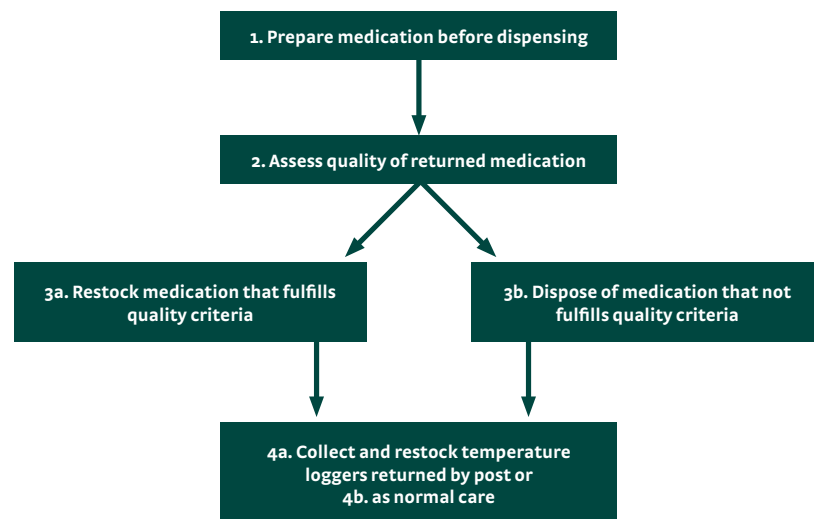 1. Prepare medication before dispensing
2. Assess quality of returned medication
3a. Restock medication that fulfills
quality criteria
3b. Dispose of medication that not
fulfills quality criteria
4a. Collect and restock temperature
loggers returned by post or
4b. as normal care